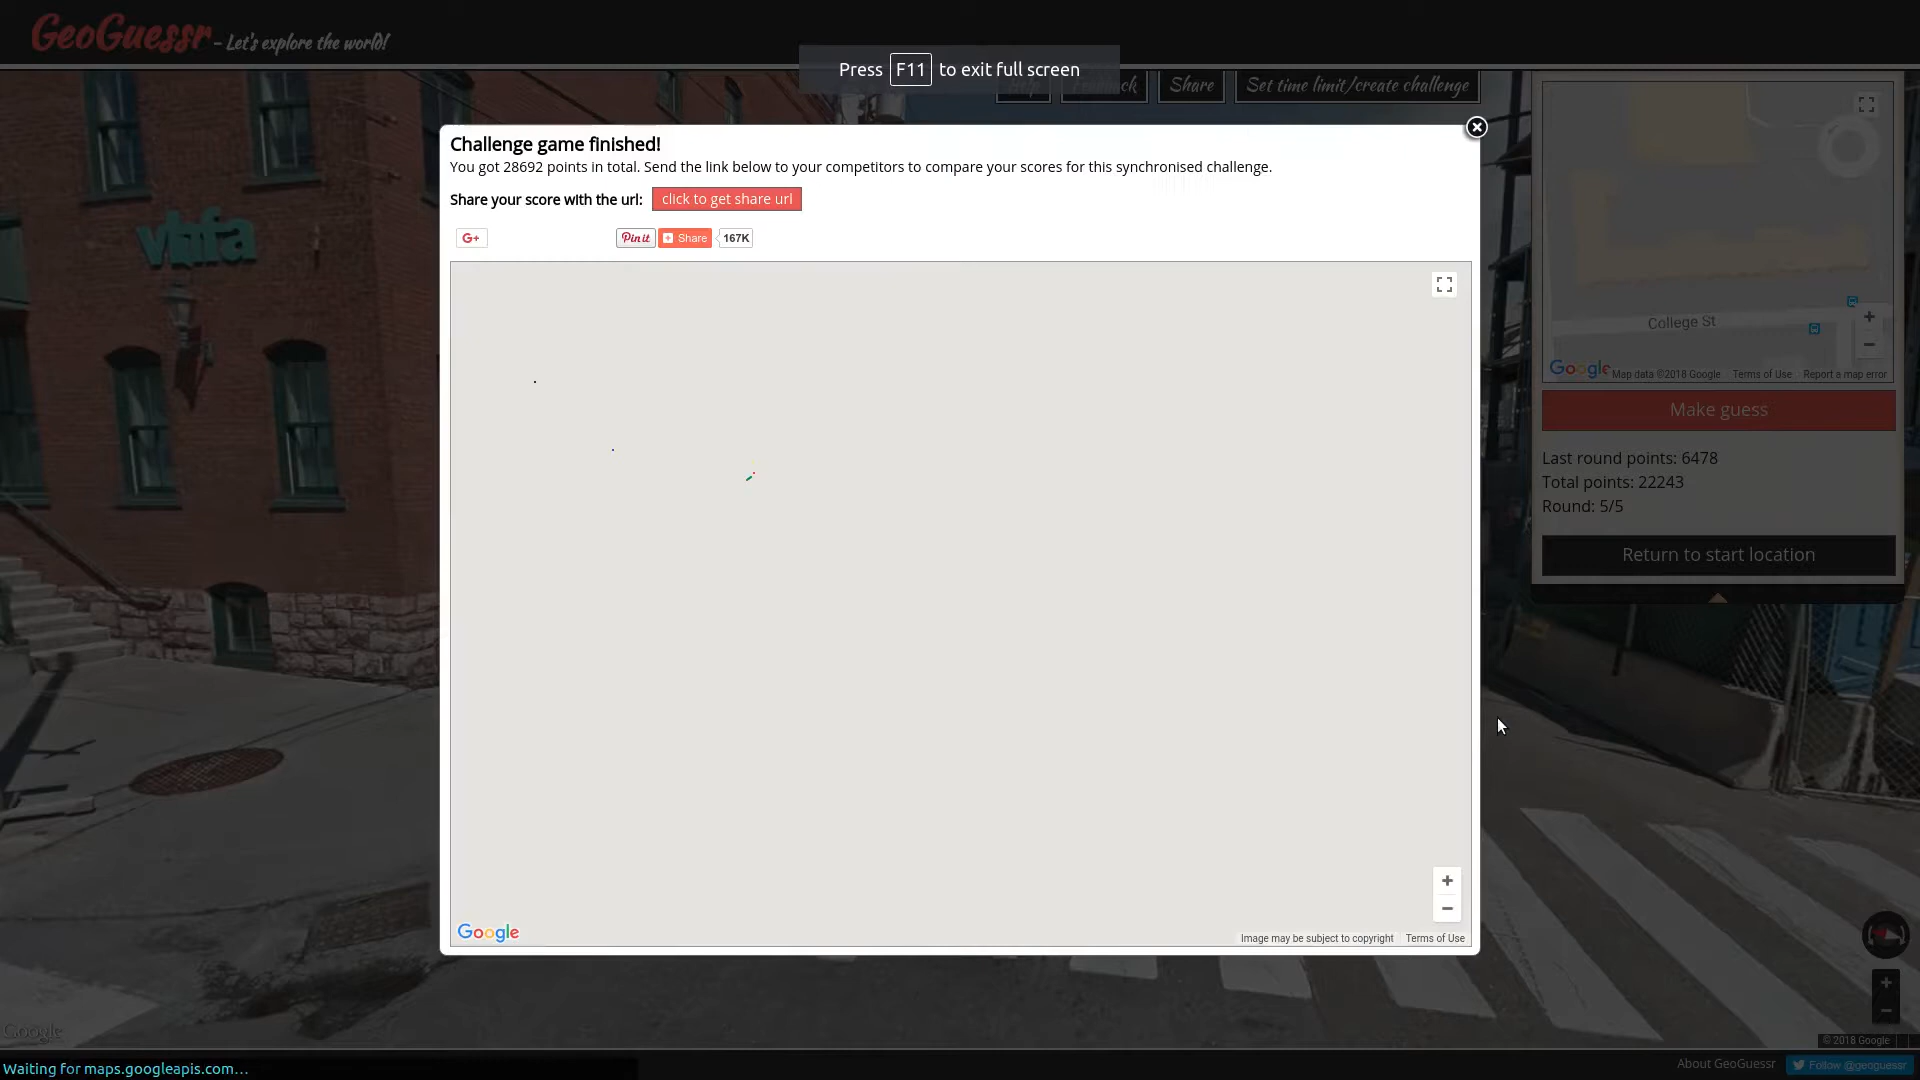 GeoGuessr - Let's explore the world!
Press F11 to exit full screen
Share
Set time limit/create challenge
Challenge game finished!
You got 28692 points in total. Send the link below to your competitors to compare your scores for this synchronised challenge.
Share your score with the url: click to get share url
G+
Pin it
Share
167K
vitfa
College St
Google
Map data ©2018 Google
Terms of Use
Report a map error
Make guess
Last round points: 6478
Total points: 22243
Round: 5/5
Return to start location
Google
Image may be subject to copyright
Terms of Use
Google
© 2018 Google
Waiting for maps.googleapis.com...
About GeoGuessr
Follow @geoguessr